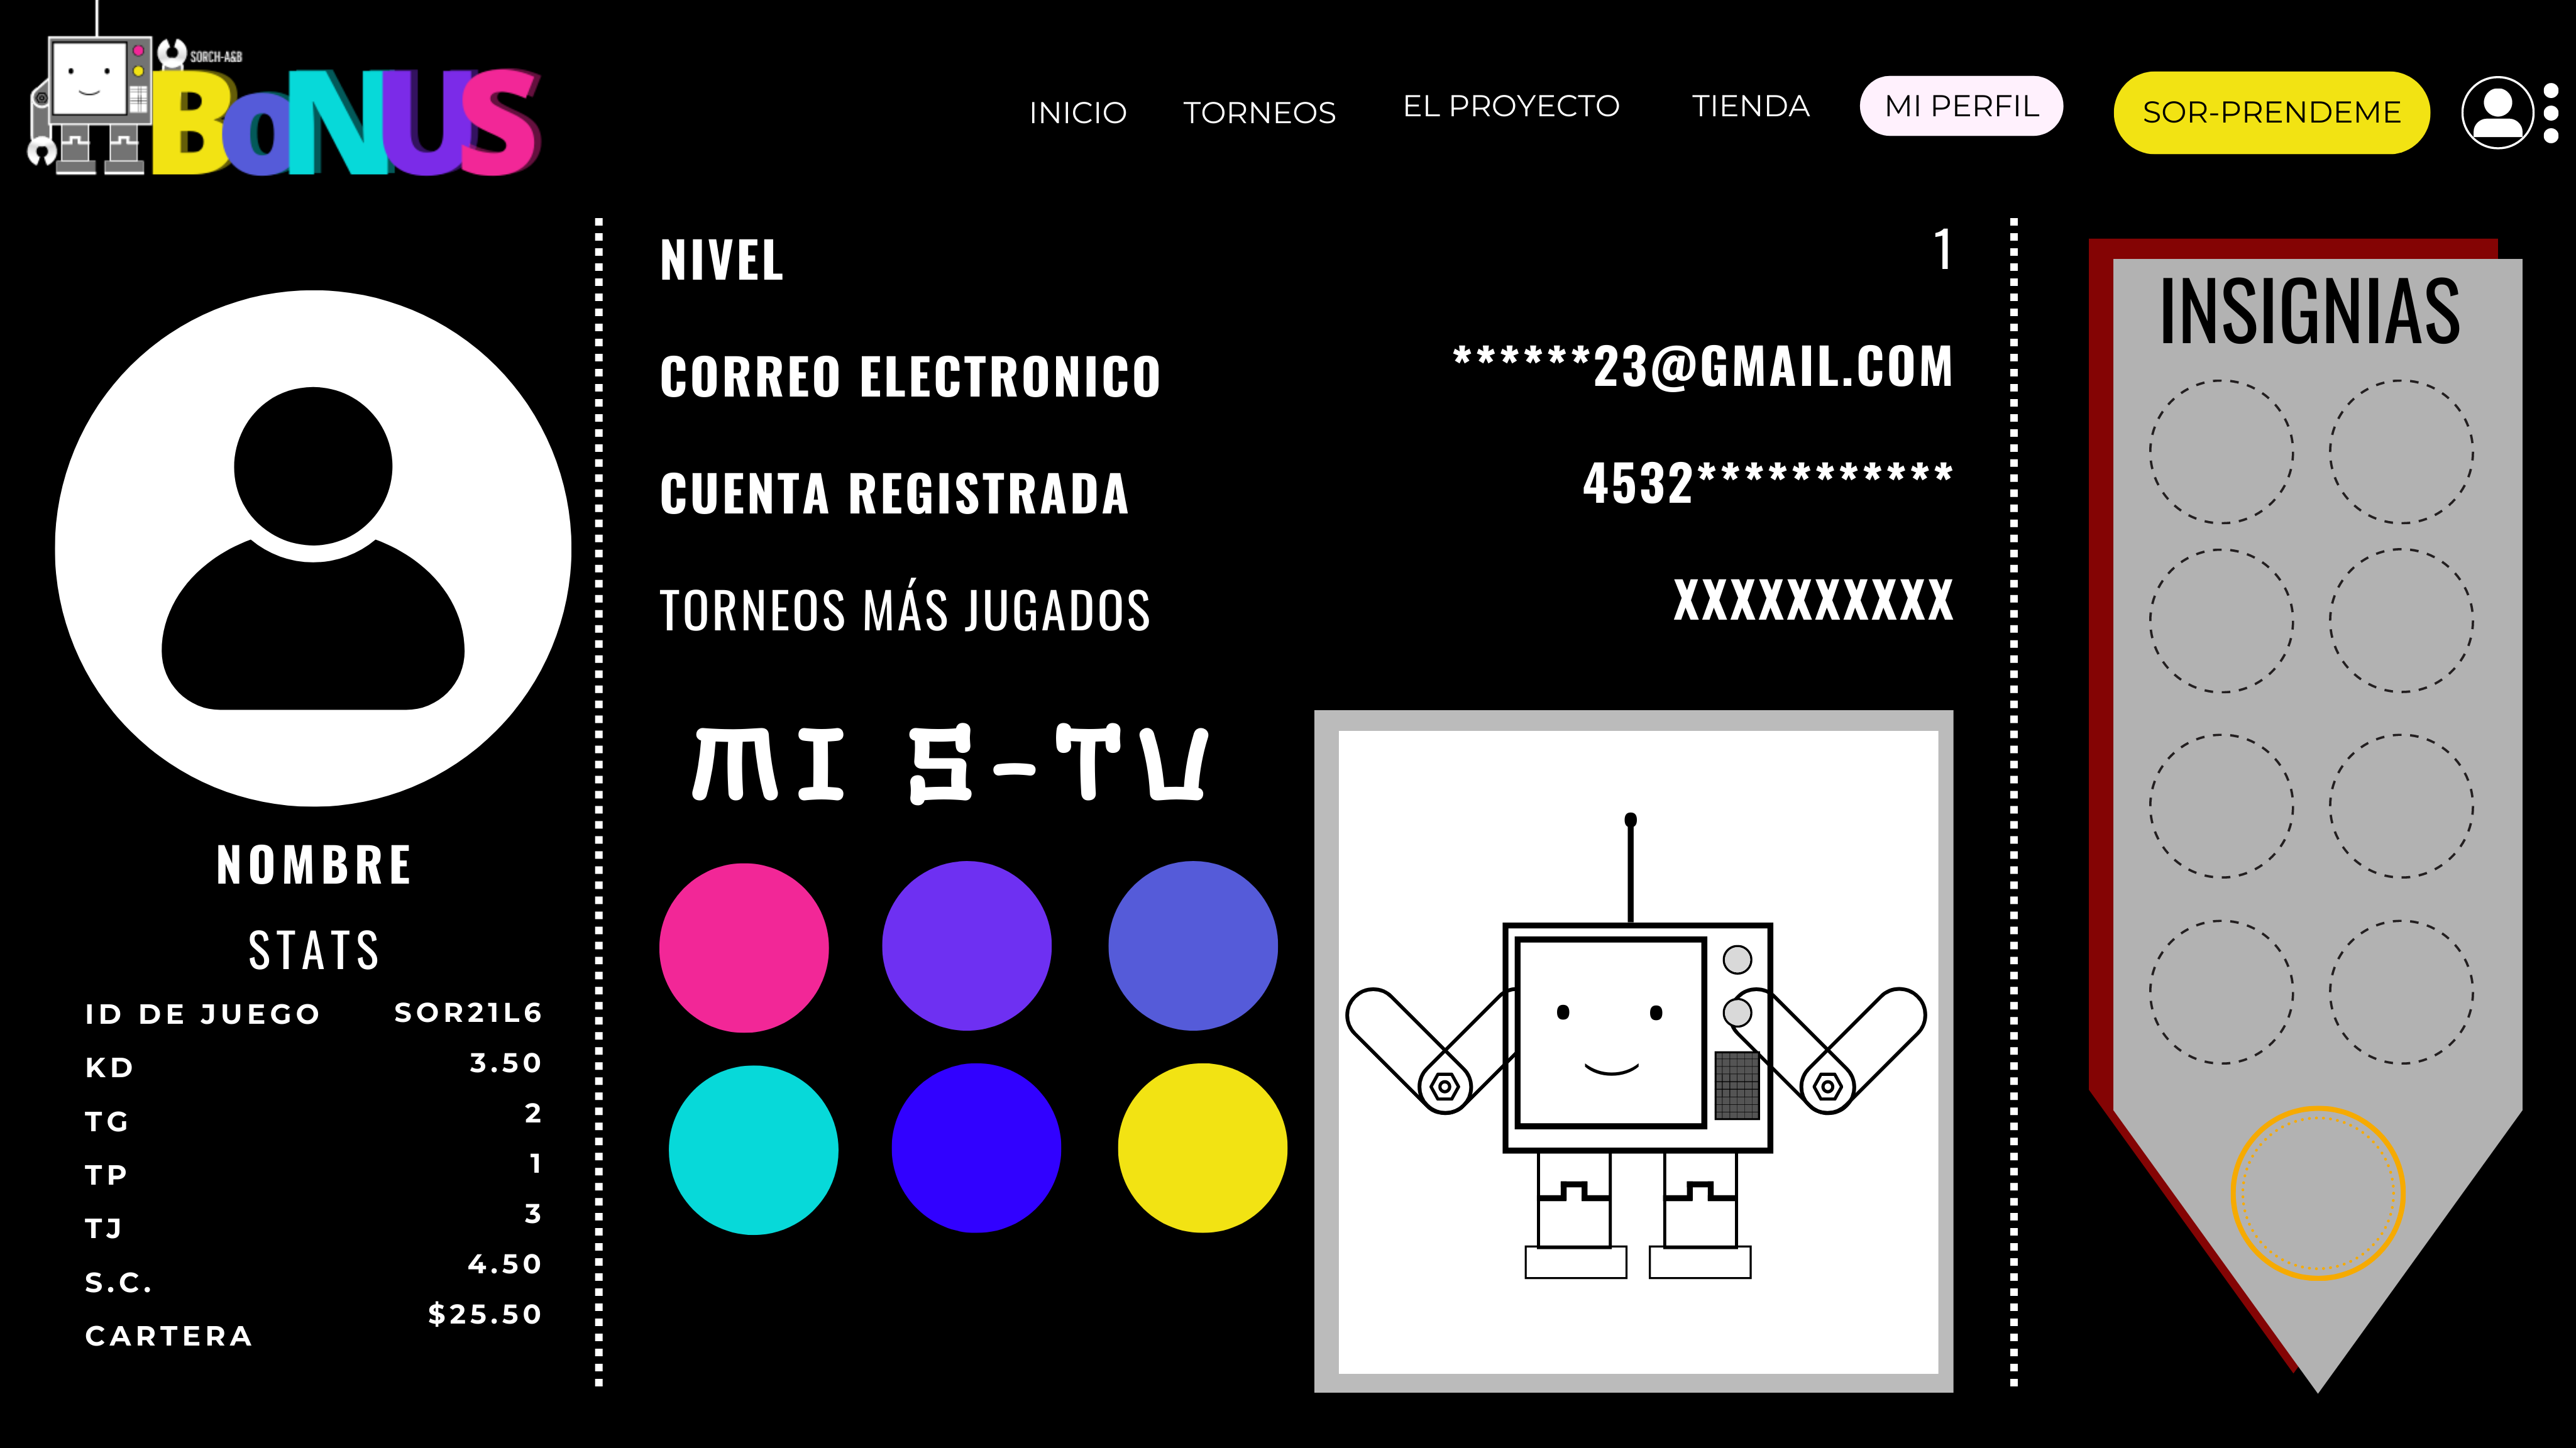 SORCH-A&B
BoNUS
INICIO TORNEOS EL PROYECTO TIENDA MI PERFIL SOR-PRENDEME
NOMBRE
STATS
ID DE JUEGO SOR21L6
KD 3.50
TG 2
TP 1
TJ 3
S.C. 4.50
CARTERA $25.50
NIVEL 1
CORREO ELECTRONICO ******23@GMAIL.COM
CUENTA REGISTRADA 4532***********
TORNEOS MÁS JUGADOS XXXXXXXXXX
MI S-TV
INSIGNIAS